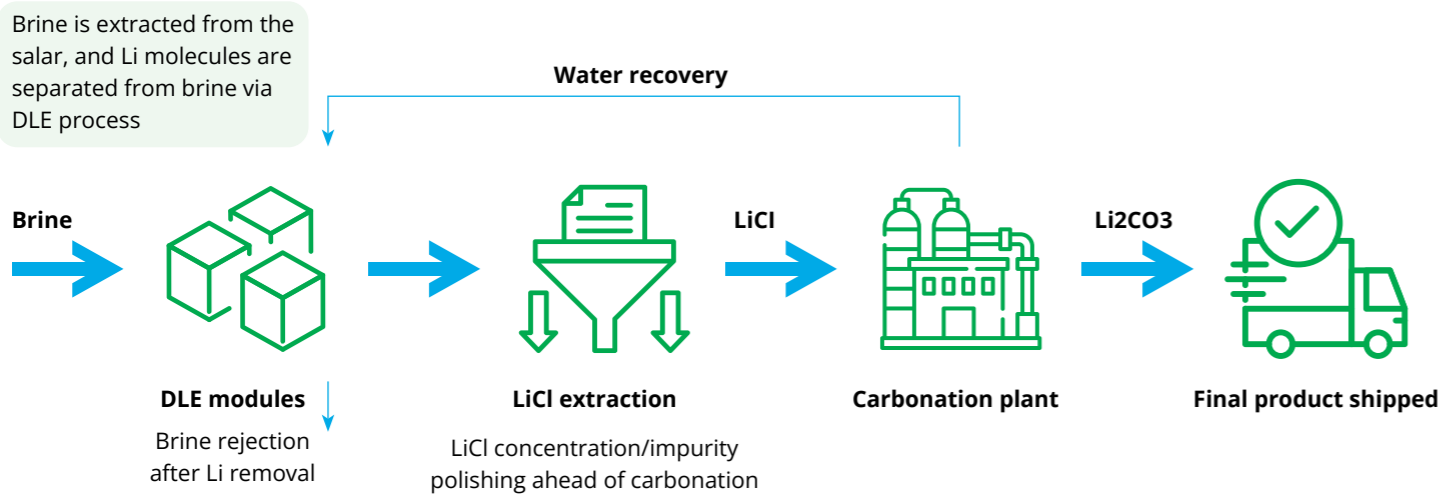 Brine is extracted from the
salar, and Li molecules are
separated from brine via
DLE process
Water recovery
Brine
LiCl
Li2CO3
DLE modules
Brine rejection
after Li removal
LiCl extraction
LiCl concentration/impurity
polishing ahead of carbonation
Carbonation plant
Final product shipped